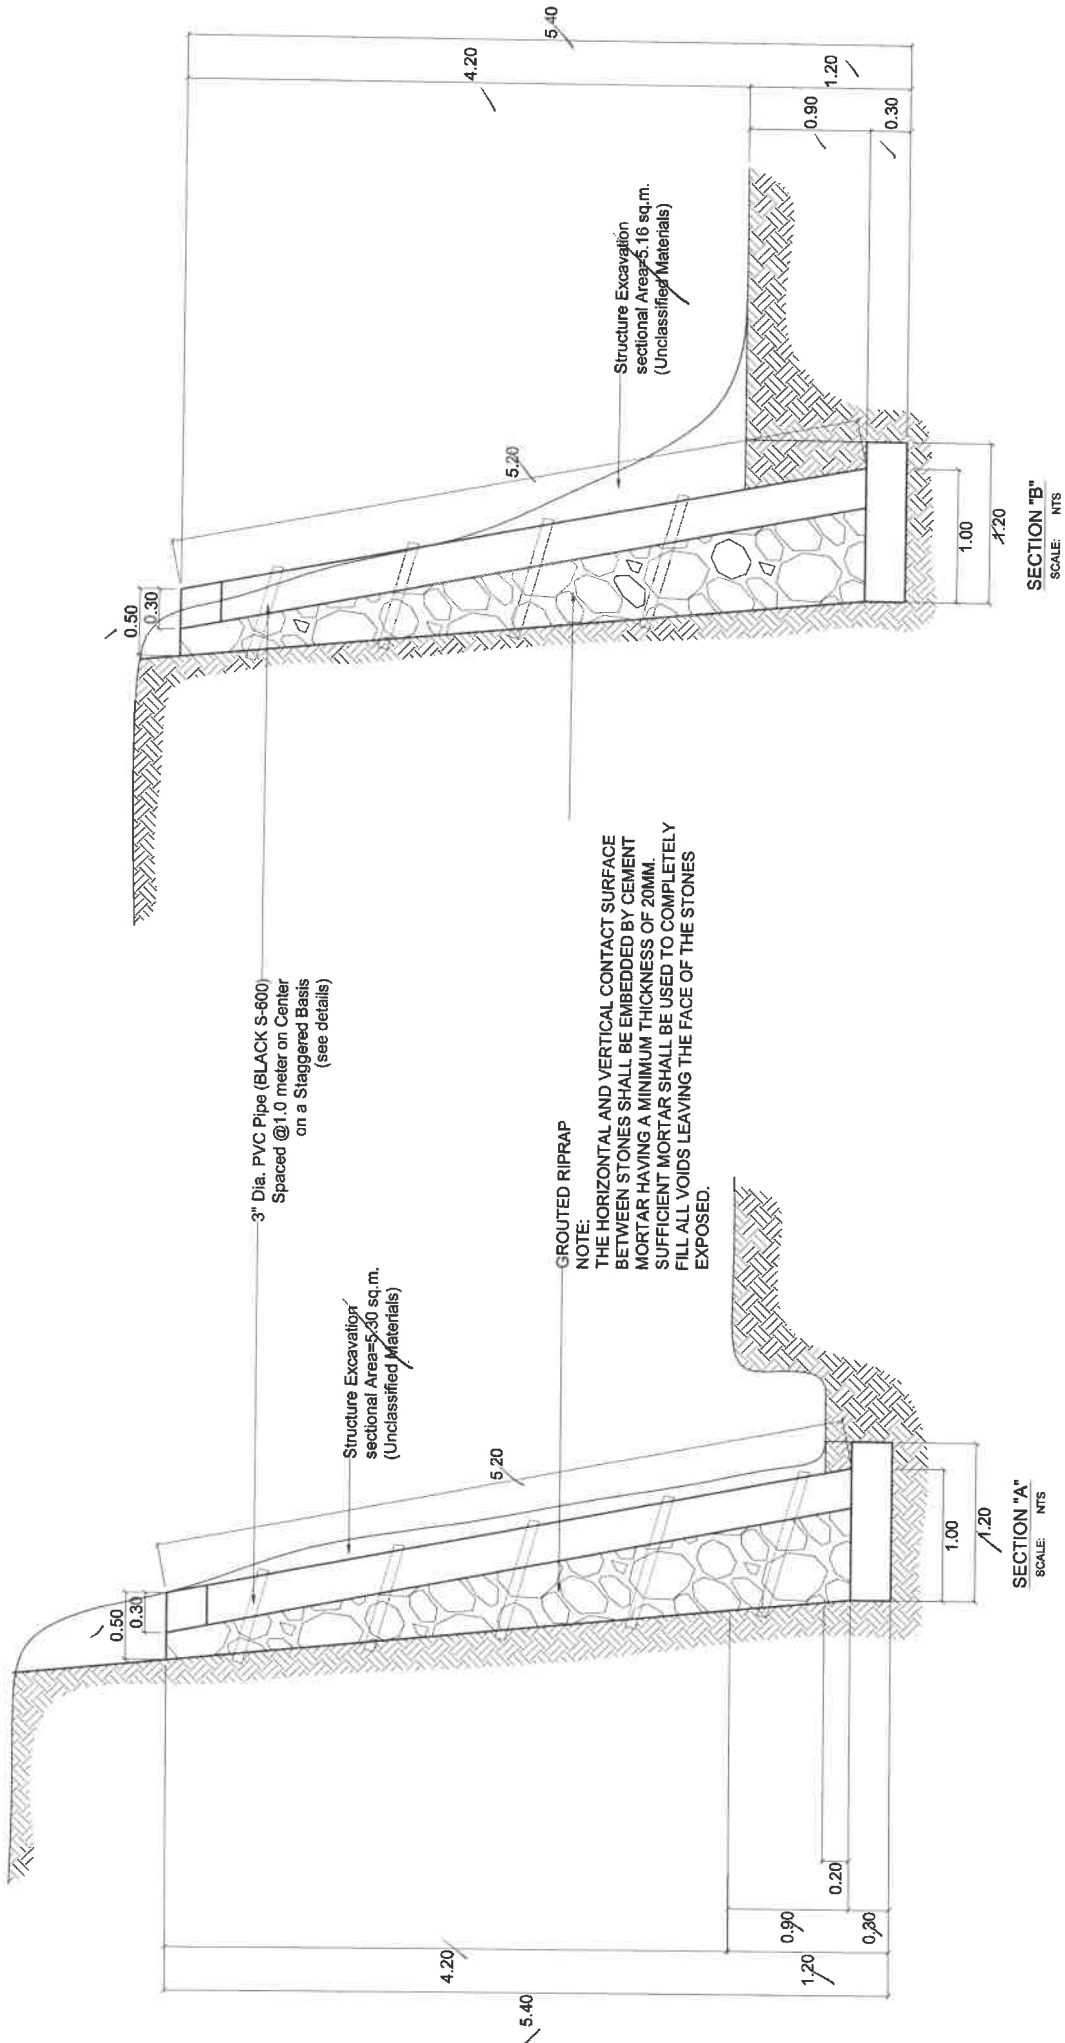 5.40
4.20
1.20
0.90
0.30
0.20
0.50
0.30
5.20
Structure Excavation
sectional Area=5.30 sq.m.
(Unclassified Materials)
1.00
1.20
SECTION "A"
SCALE: NTS
3" Dia. PVC Pipe (BLACK S-600)
Spaced @1.0 meter on Center
on a Staggered Basis
(see details)
GROUTED RIPRAP
NOTE:
THE HORIZONTAL AND VERTICAL CONTACT SURFACE
BETWEEN STONES SHALL BE EMBEDDED BY CEMENT
MORTAR HAVING A MINIMUM THICKNESS OF 20MM.
SUFFICIENT MORTAR SHALL BE USED TO COMPLETELY
FILL ALL VOIDS LEAVING THE FACE OF THE STONES
EXPOSED.
0.50
0.30
5.20
Structure Excavation
sectional Area=5.16 sq.m.
(Unclassified Materials)
5.40
4.20
1.20
0.90
0.30
1.00
1.20
SECTION "B"
SCALE: NTS